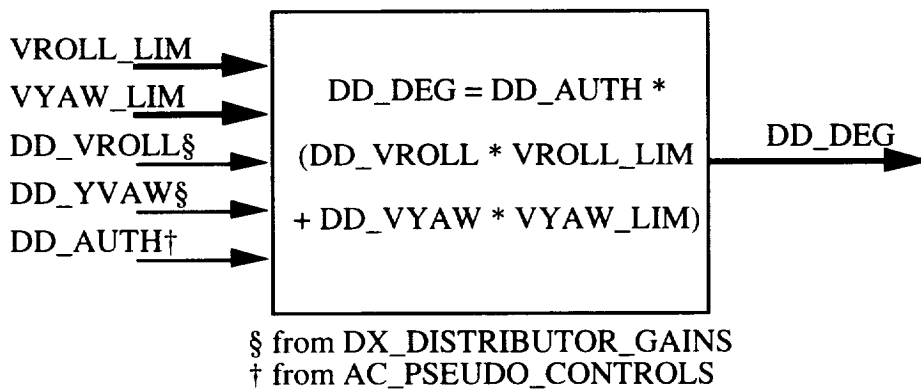 VROLL_LIM
VYAW_LIM
DD_VROLL§
DD_YVAW§
DD_AUTH†
DD_DEG = DD_AUTH *
(DD_VROLL * VROLL_LIM
+ DD_VYAW * VYAW_LIM)
DD_DEG
§ from DX_DISTRIBUTOR_GAINS
† from AC_PSEUDO_CONTROLS